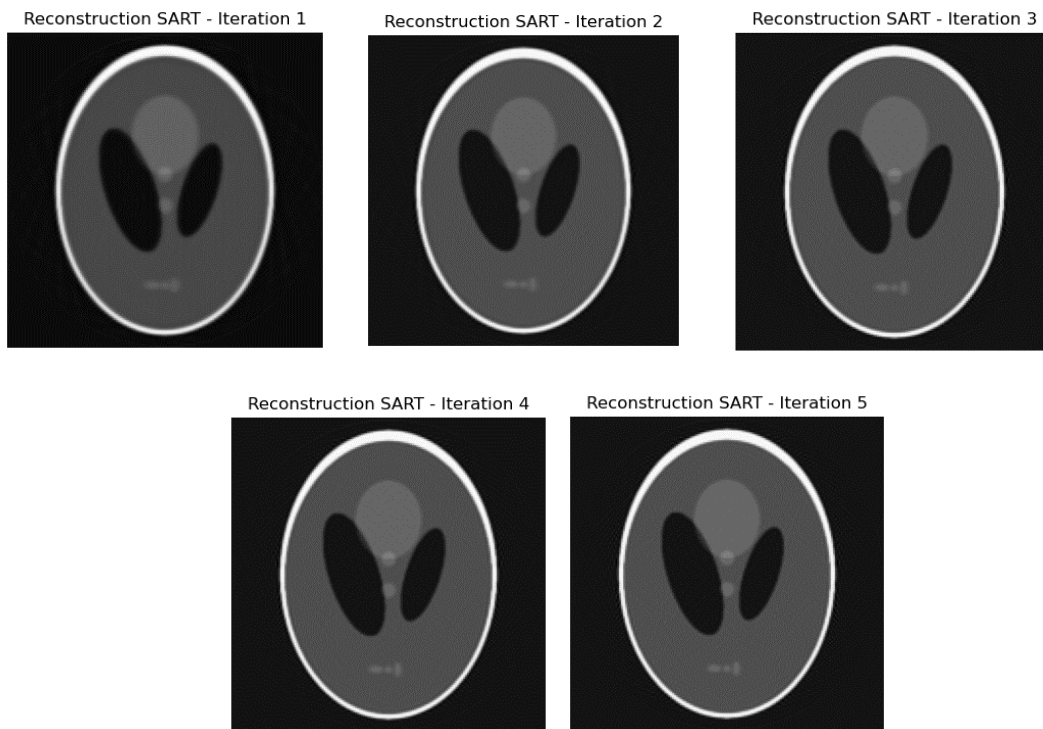 Reconstruction SART - Iteration 1
Reconstruction SART - Iteration 2
Reconstruction SART - Iteration 3
Reconstruction SART - Iteration 4
Reconstruction SART - Iteration 5